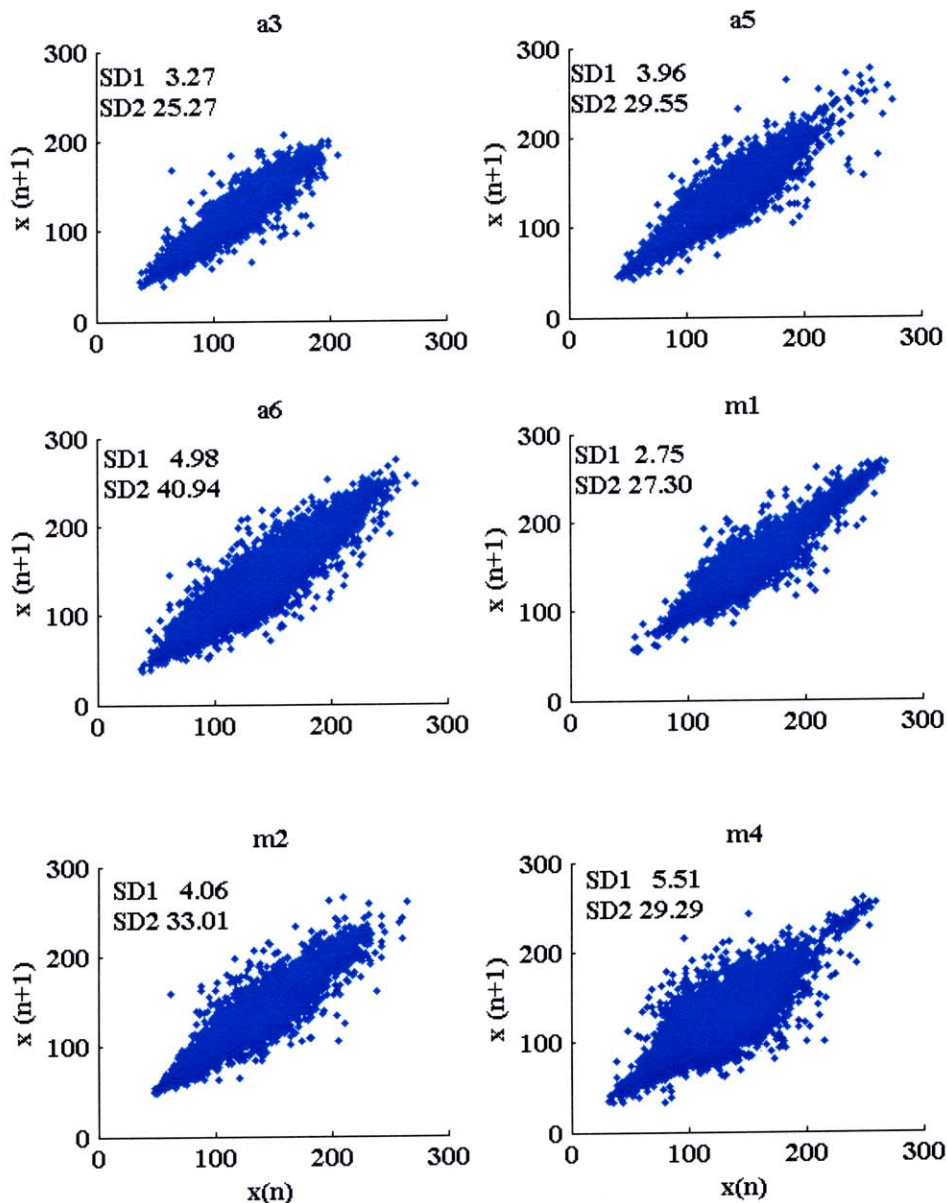 a3
300
200
100
0
0 100 200 300
x (n+1)
SD1 3.27
SD2 25.27
a5
300
200
100
0
0 100 200 300
x (n+1)
SD1 3.96
SD2 29.55
a6
300
200
100
0
0 100 200 300
x (n+1)
SD1 4.98
SD2 40.94
m1
300
200
100
0
0 100 200 300
x (n+1)
SD1 2.75
SD2 27.30
m2
300
200
100
0
0 100 200 300
x (n+1)
x(n)
SD1 4.06
SD2 33.01
m4
300
200
100
0
0 100 200 300
x (n+1)
x(n)
SD1 5.51
SD2 29.29